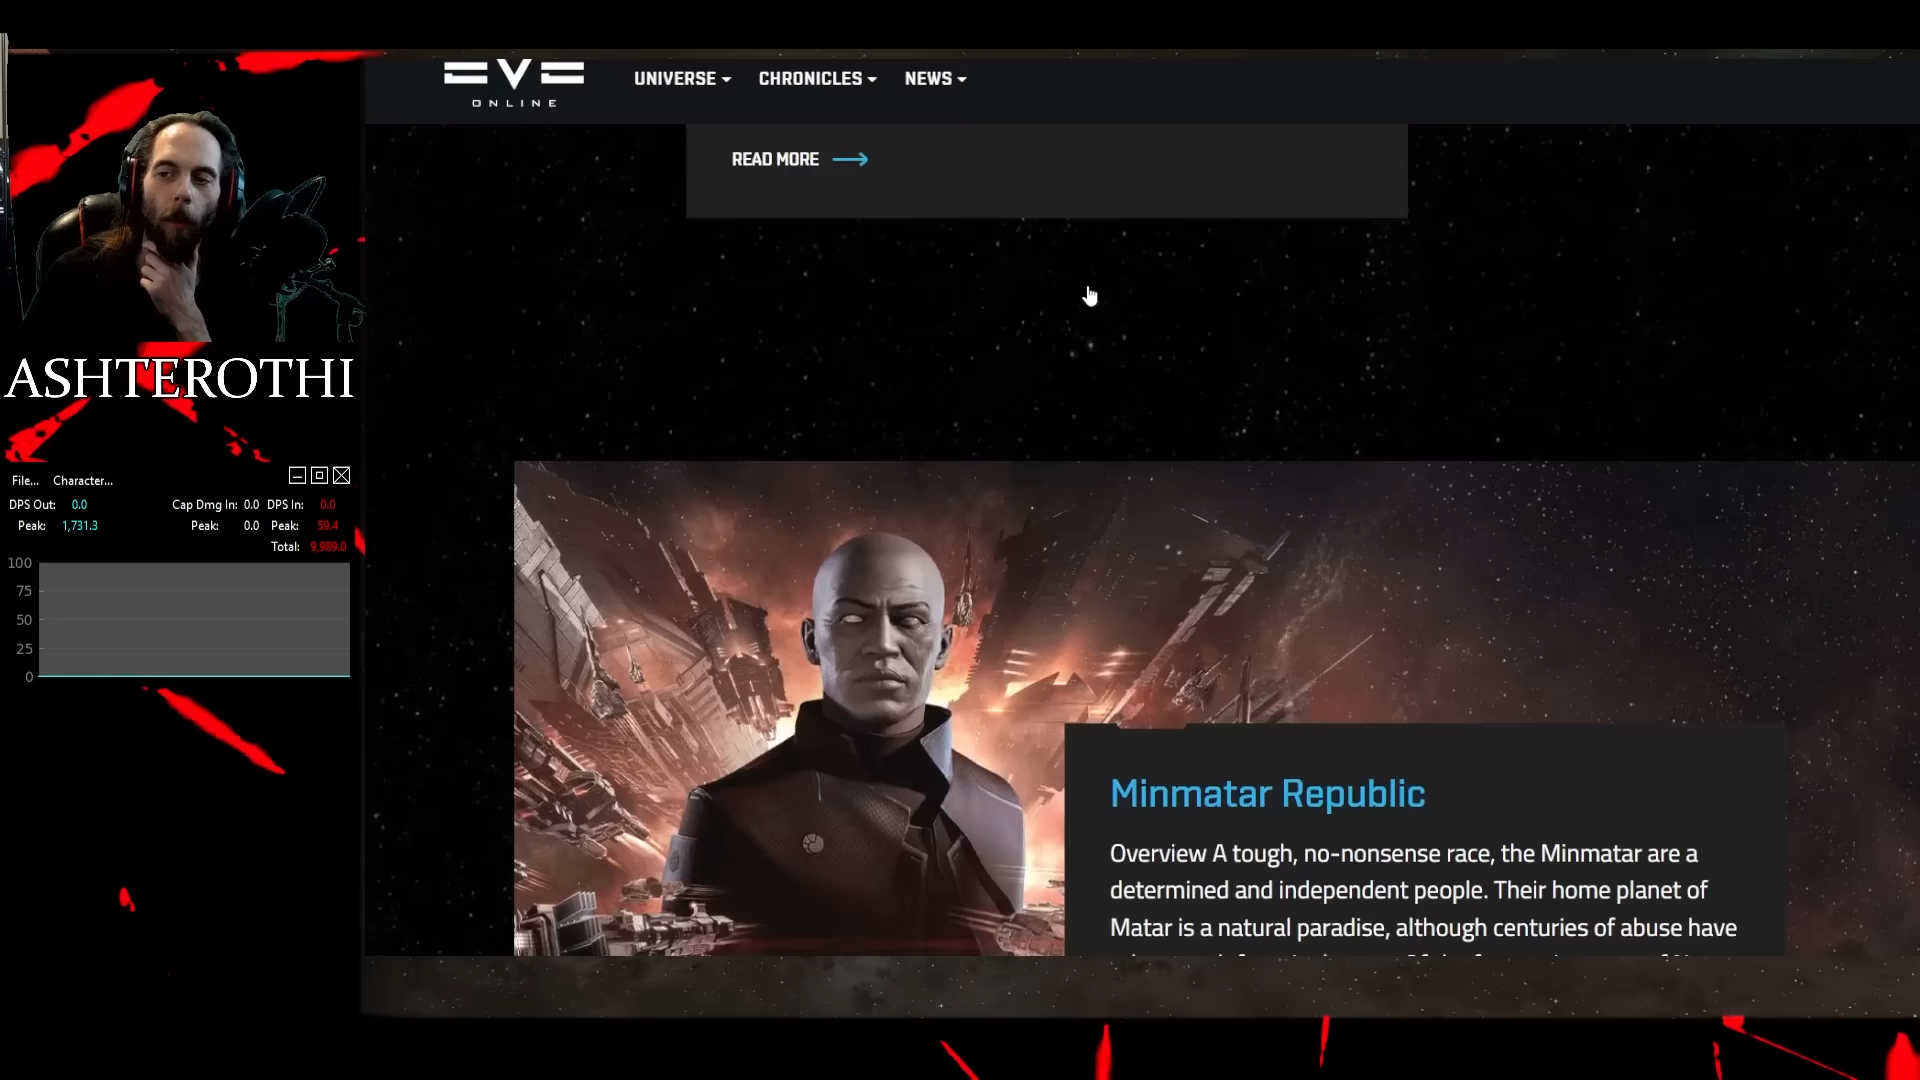 EVE
ONLINE
UNIVERSE
CHRONICLES
NEWS
READ MORE
ASHTEROTHI
File... Character...
DPS Out: 0.0 Cap Dmg In: 0.0 DPS In: 0.0
Peak: 1,731.3 Peak: 0.0 Peak: 59.4
Total: 9,989.0
100
75
50
25
0
Minmatar Republic
Overview A tough, no-nonsense race, the Minmatar are a
determined and independent people. Their home planet of
Matar is a natural paradise, although centuries of abuse have